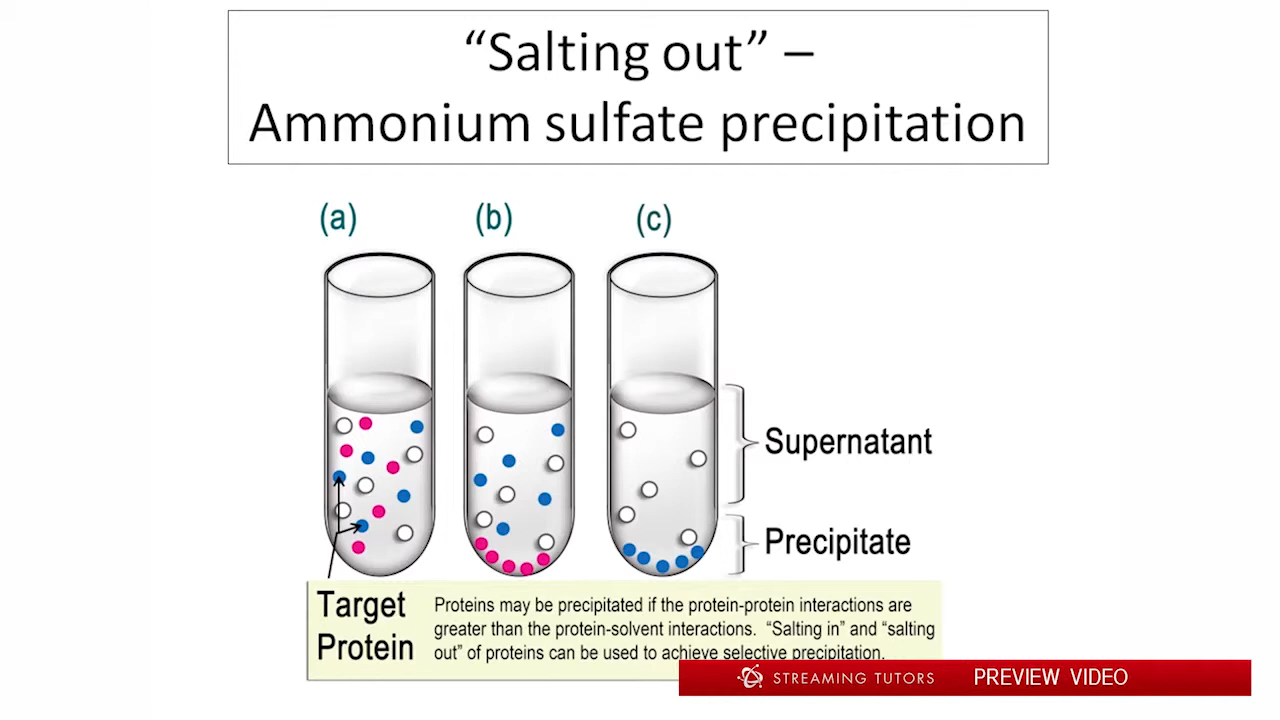 “Salting out” –
Ammonium sulfate precipitation
(a)
(b)
(c)
Supernatant
Precipitate
Target
Protein
Proteins may be precipitated if the protein-protein interactions are
greater than the protein-solvent interactions. “Salting in” and “salting
out” of proteins can be used to achieve selective precipitation.
STREAMING TUTORS
PREVIEW VIDEO